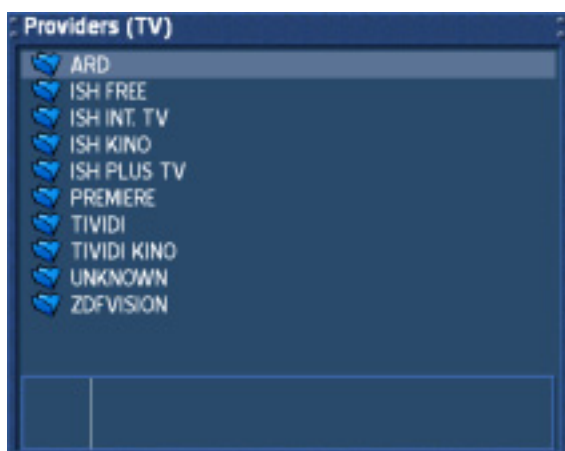 Providers (TV)
ARD
ISH FREE
ISH INT. TV
ISH KINO
ISH PLUS TV
PREMIERE
TIVIDI
TIVIDI KINO
UNKNOWN
ZDFVISION